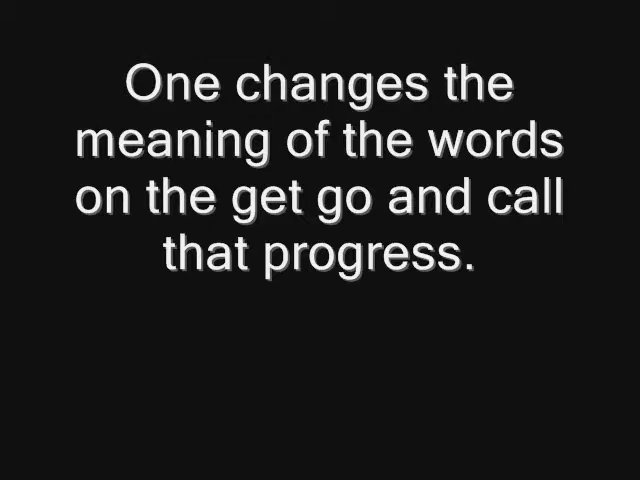 One changes the
meaning of the words
on the get go and call
that progress.